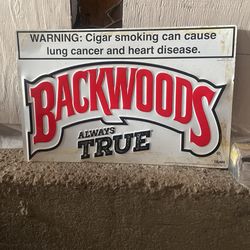 WARNING: Cigar smoking can cause
lung cancer and heart disease.
BACKWOODS
ALWAYS
TRUE